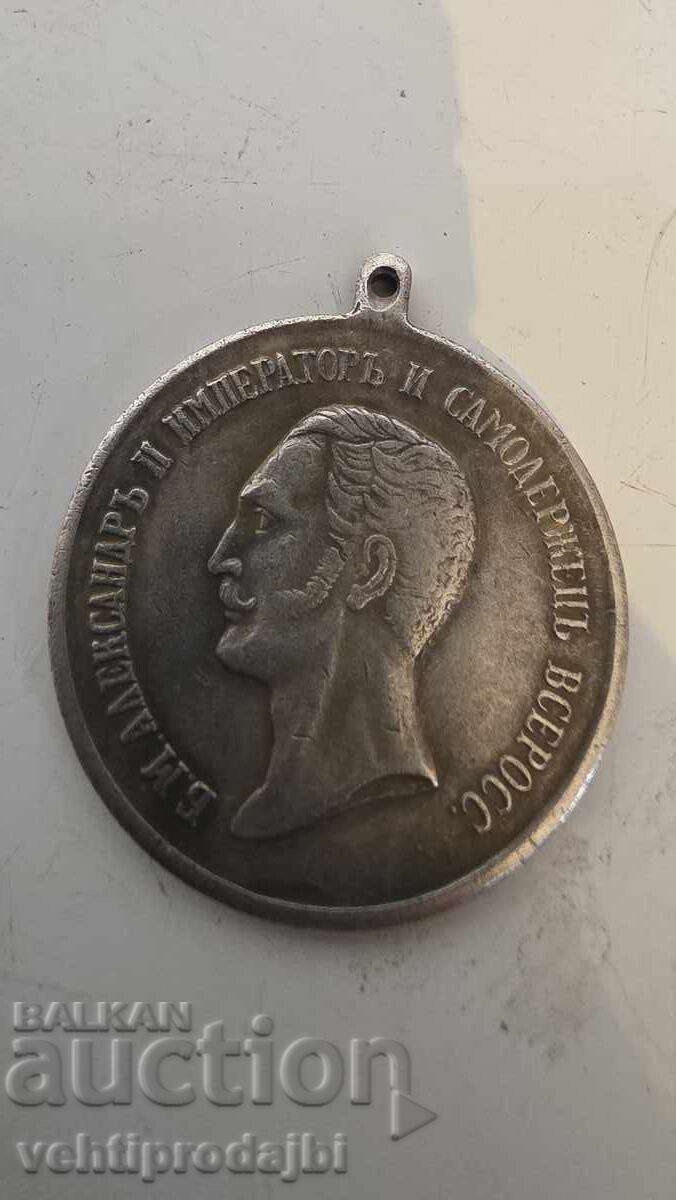 Б.М. АЛЕКСАНДРЪ II ИМПЕРАТОРЪ И САМОДЕРЖЕЦЪ ВСЕРОСС.
BALKAN
auction
vehtiprodajbi